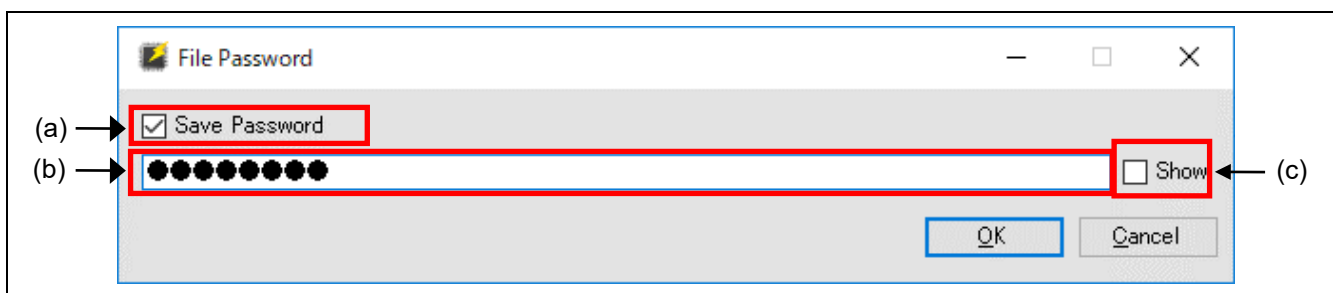 File Password
(a)
Save Password
(b)
●●●●●●●●
Show
(c)
OK
Cancel